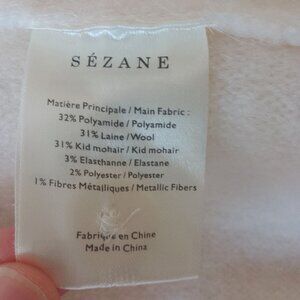 SÉZANE
Matière Principale / Main Fabric :
32% Polyamide / Polyamide
31% Laine / Wool
31% Kid mohair / Kid mohair
3% Elasthanne / Elastane
2% Polyester / Polyester
1% Fibres Métalliques / Metallic Fibers
Fabriqué en Chine
Made in China